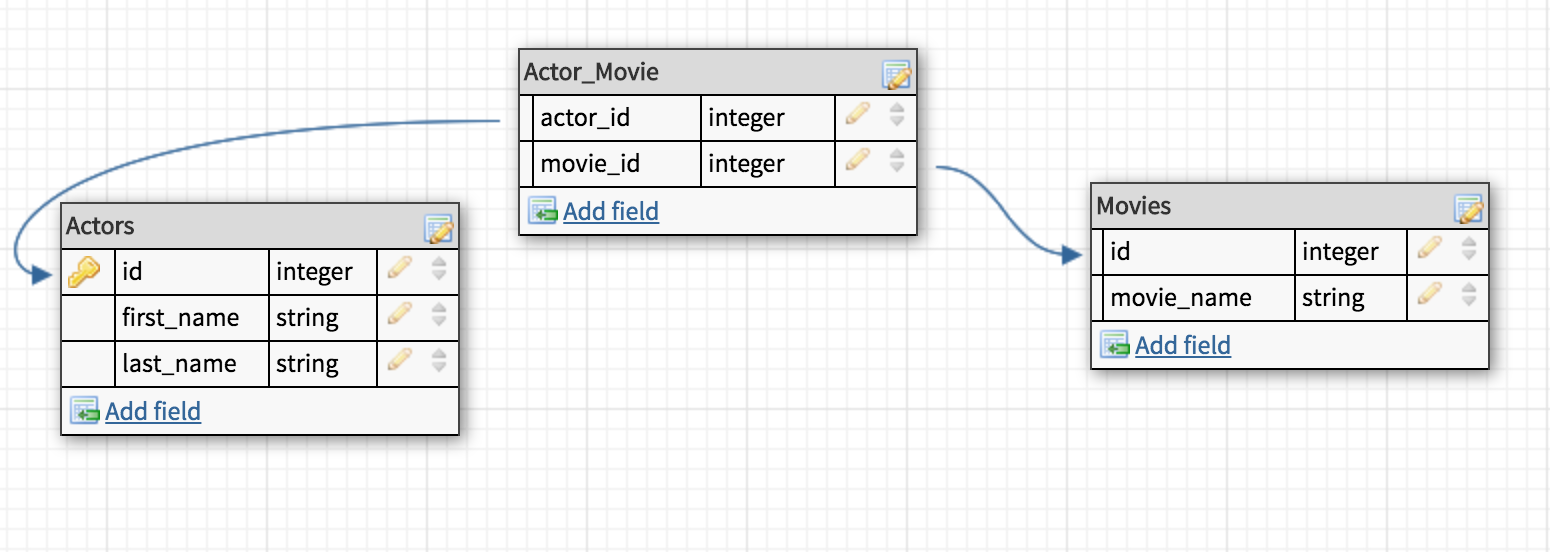 Actor_Movie
actor_id integer
movie_id integer
Add field
Actors
id integer
first_name string
last_name string
Add field
Movies
id integer
movie_name string
Add field